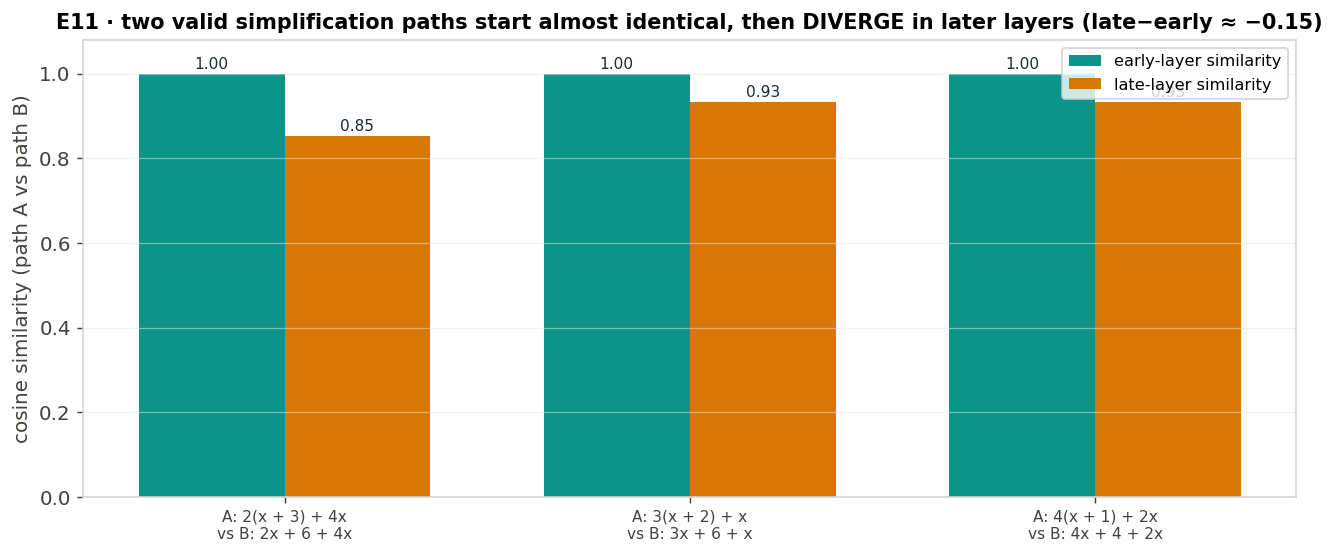 E11 · two valid simplification paths start almost identical, then DIVERGE in later layers (late−early ≈ −0.15)
early-layer similarity
late-layer similarity
cosine similarity (path A vs path B)
1.0
0.8
0.6
0.4
0.2
0.0
1.00
0.85
1.00
0.93
1.00
0.93
A: 2(x + 3) + 4x
vs B: 2x + 6 + 4x
A: 3(x + 2) + x
vs B: 3x + 6 + x
A: 4(x + 1) + 2x
vs B: 4x + 4 + 2x